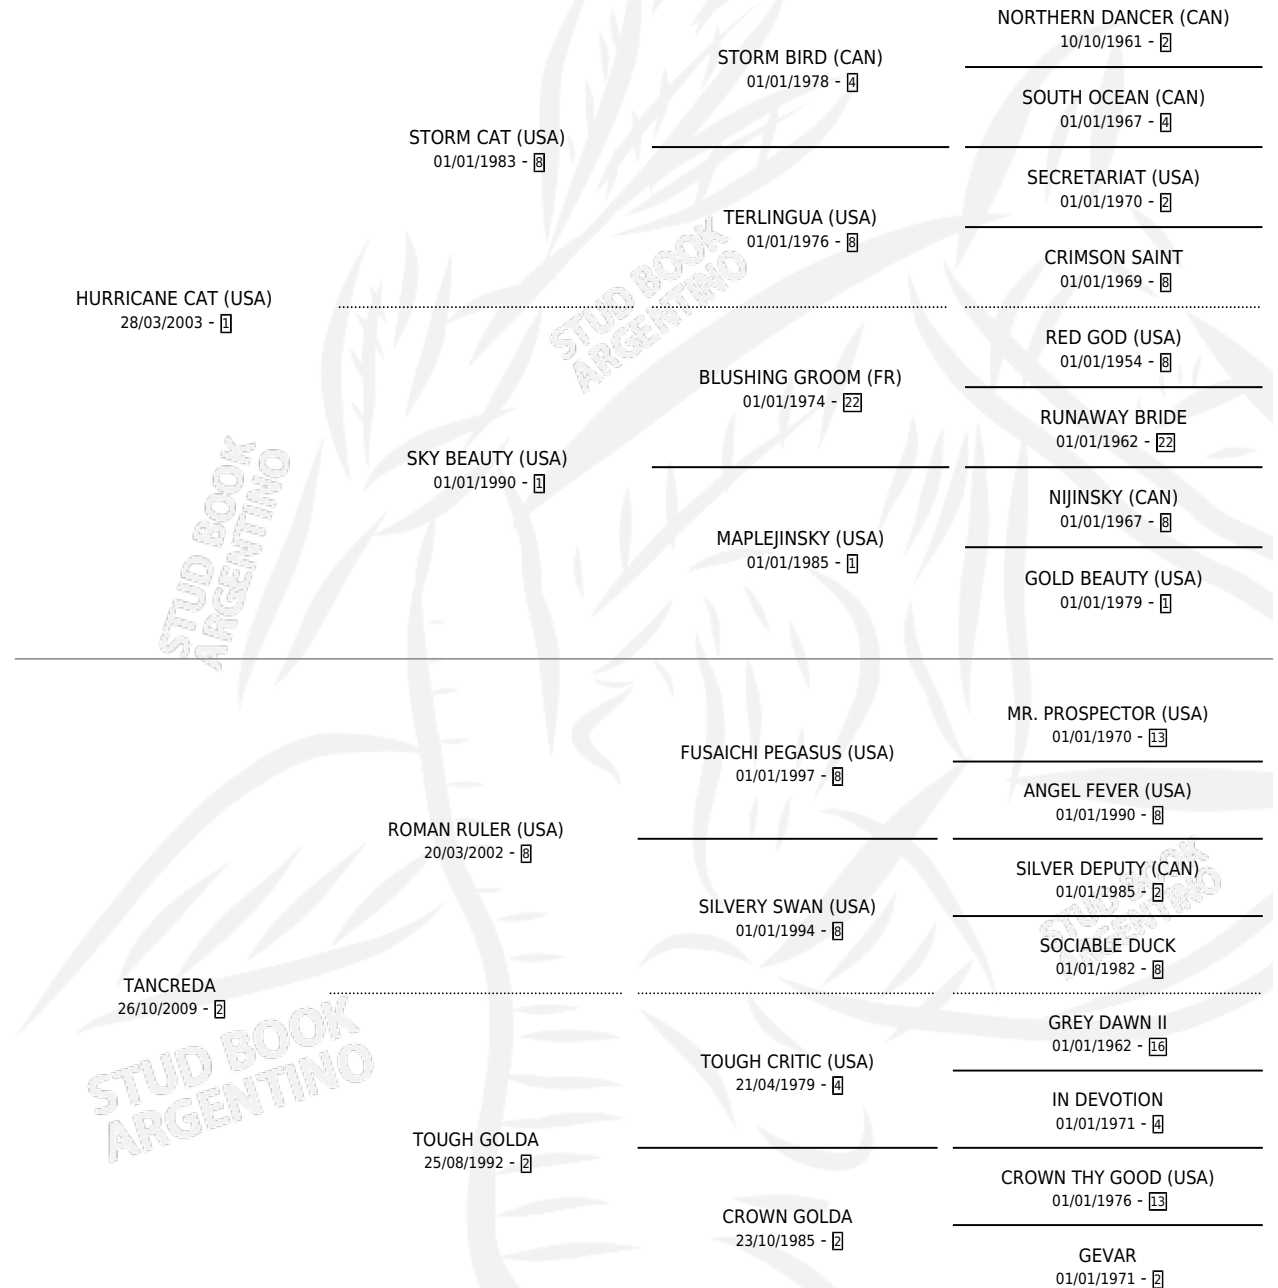 NORTHERN DANCER (CAN)
10/10/1961 - 2
STORM BIRD (CAN)
01/01/1978 - 4
SOUTH OCEAN (CAN)
01/01/1967 - 4
STORM CAT (USA)
01/01/1983 - 8
SECRETARIAT (USA)
01/01/1970 - 2
TERLINGUA (USA)
01/01/1976 - 8
CRIMSON SAINT
01/01/1969 - 8
HURRICANE CAT (USA)
28/03/2003 - 1
RED GOD (USA)
01/01/1954 - 8
BLUSHING GROOM (FR)
01/01/1974 - 22
RUNAWAY BRIDE
01/01/1962 - 22
SKY BEAUTY (USA)
01/01/1990 - 1
NIJINSKY (CAN)
01/01/1967 - 8
MAPLEJINSKY (USA)
01/01/1985 - 1
GOLD BEAUTY (USA)
01/01/1979 - 1
STUD BOOK
ARGENTINO
STUD BOOK
ARGENTINO
MR. PROSPECTOR (USA)
01/01/1970 - 13
FUSAICHI PEGASUS (USA)
01/01/1997 - 8
ANGEL FEVER (USA)
01/01/1990 - 8
ROMAN RULER (USA)
20/03/2002 - 8
SILVER DEPUTY (CAN)
01/01/1985 - 2
SILVERY SWAN (USA)
01/01/1994 - 8
SOCIABLE DUCK
01/01/1982 - 8
STUD BOOK
ARGENTINO
TANCREDA
26/10/2009 - 2
GREY DAWN II
01/01/1962 - 16
TOUGH CRITIC (USA)
21/04/1979 - 4
IN DEVOTION
01/01/1971 - 4
STUD BOOK
ARGENTINO
TOUGH GOLDA
25/08/1992 - 2
CROWN THY GOOD (USA)
01/01/1976 - 13
CROWN GOLDA
23/10/1985 - 2
GEVAR
01/01/1971 - 2